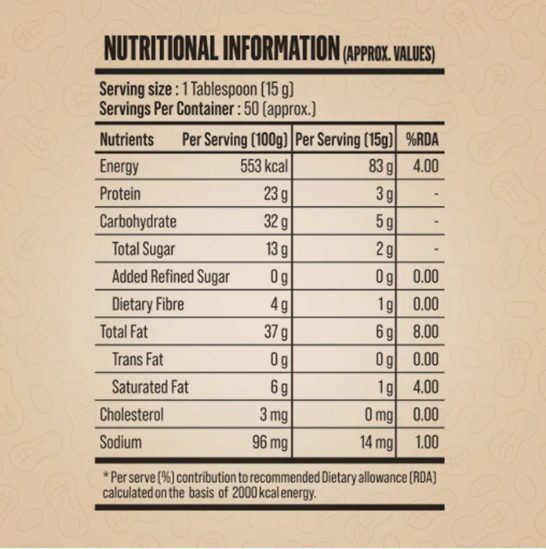 NUTRITIONAL INFORMATION (APPROX. VALUES)
Serving size : 1 Tablespoon (15 g)
Servings Per Container : 50 (approx.)
Nutrients Per Serving (100g) Per Serving (15g) %RDA
Energy 553 kcal 83 g 4.00
Protein 23 g 3 g -
Carbohydrate 32 g 5 g -
Total Sugar 13 g 2 g -
Added Refined Sugar 0 g 0 g 0.00
Dietary Fibre 4 g 1 g 0.00
Total Fat 37 g 6 g 8.00
Trans Fat 0 g 0 g 0.00
Saturated Fat 6 g 1 g 4.00
Cholesterol 3 mg 0 mg 0.00
Sodium 96 mg 14 mg 1.00
* Per serve (%) contribution to recommended Dietary allowance (RDA)
calculated on the basis of 2000 kcal energy.